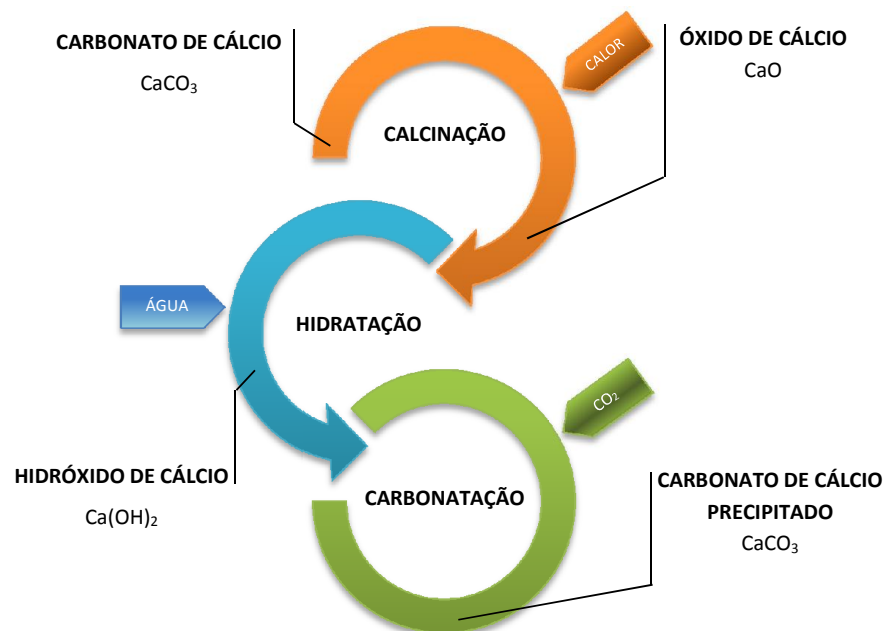 CARBONATO DE CÁLCIO
CaCO₃
CALOR
ÓXIDO DE CÁLCIO
CaO
CALCINAÇÃO
ÁGUA
HIDRATAÇÃO
CO₂
HIDRÓXIDO DE CÁLCIO
Ca(OH)₂
CARBONATAÇÃO
CARBONATO DE CÁLCIO
PRECIPITADO
CaCO₃